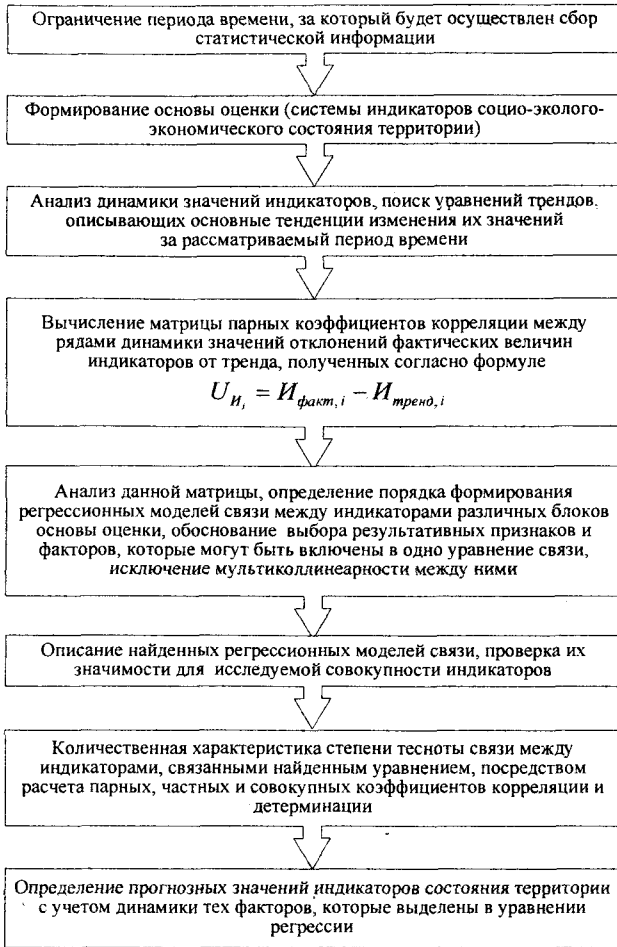 Ограничение периода времени, за который будет осуществлен сбор
статистической информации
Формирование основы оценки (системы индикаторов социо-эколого-
экономического состояния территории)
Анализ динамики значений индикаторов, поиск уравнений трендов,
описывающих основные тенденции изменения их значений
за рассматриваемый период времени
Вычисление матрицы парных коэффициентов корреляции между
рядами динамики значений отклонений фактических величин
индикаторов от тренда, полученных согласно формуле
U_{И_i} = И_{факт, i} − И_{тренд, i}
Анализ данной матрицы, определение порядка формирования
регрессионных моделей связи между индикаторами различных блоков
основы оценки, обоснование выбора результативных признаков и
факторов, которые могут быть включены в одно уравнение связи,
исключение мультиколлинеарности между ними
Описание найденных регрессионных моделей связи, проверка их
значимости для исследуемой совокупности индикаторов
Количественная характеристика степени тесноты связи между
индикаторами, связанными найденным уравнением, посредством
расчета парных, частных и совокупных коэффициентов корреляции и
детерминации
Определение прогнозных значений индикаторов состояния территории
с учетом динамики тех факторов, которые выделены в уравнении
регрессии